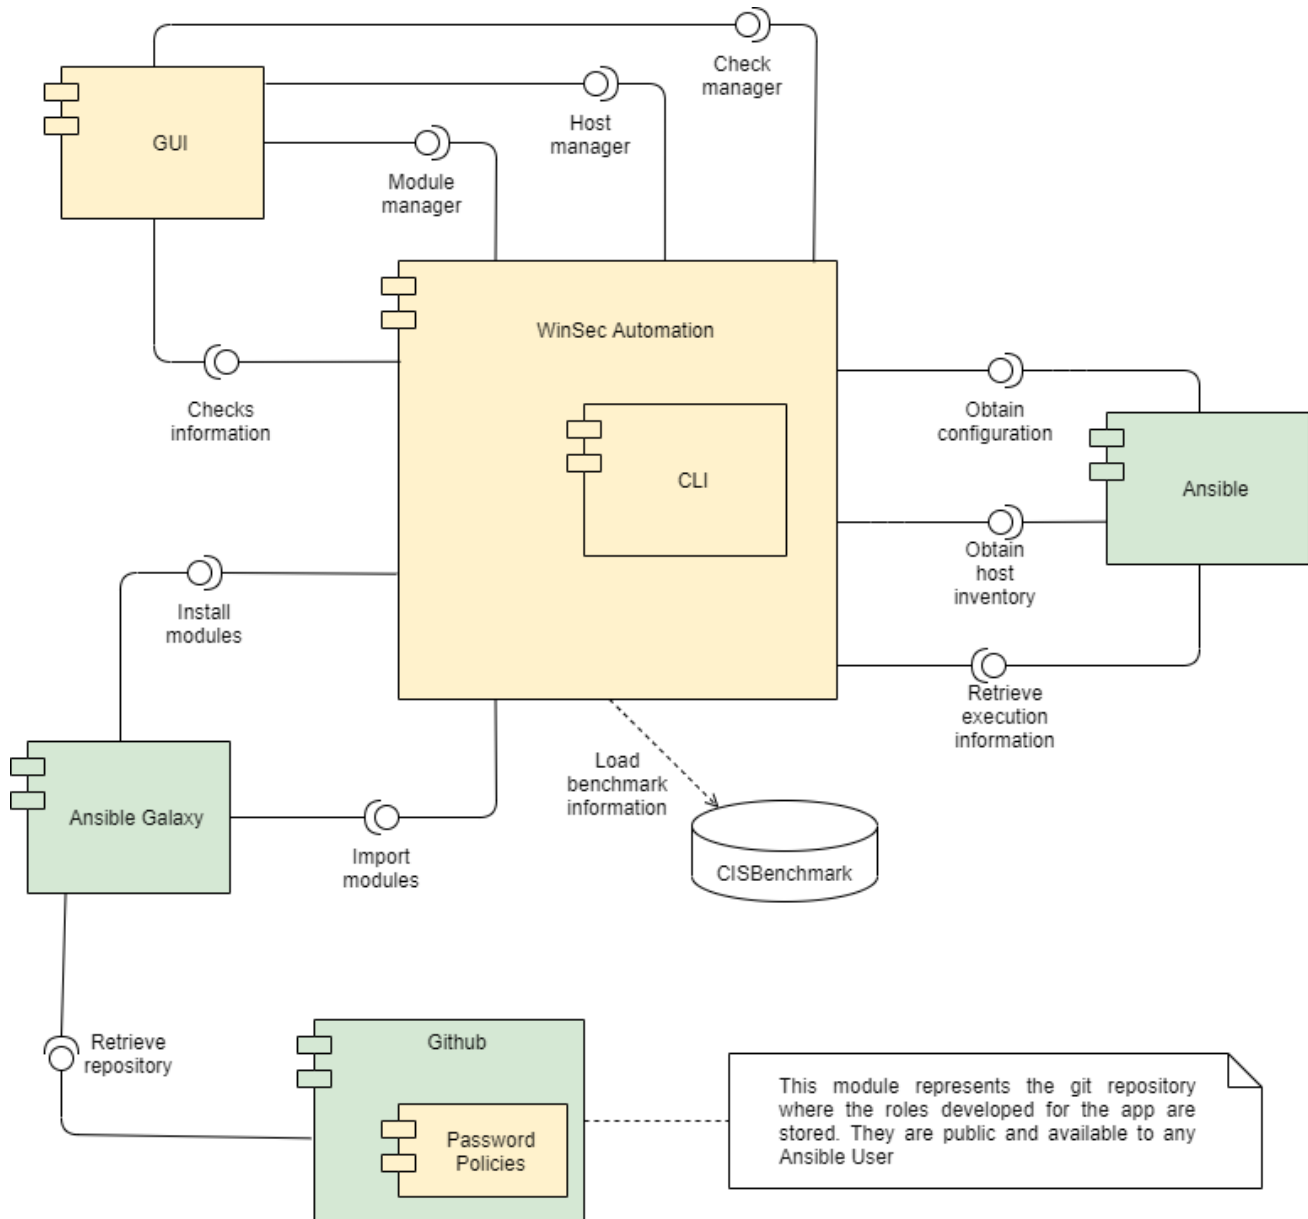 Check
manager
GUI
Host
manager
Module
manager
WinSec Automation
Checks
information
Obtain
configuration
CLI
Ansible
Obtain
host
inventory
Install
modules
Retrieve
execution
information
Load
benchmark
information
Ansible Galaxy
Import
modules
CISBenchmark
Retrieve
repository
Github
Password
Policies
This module represents the git repository
where the roles developed for the app are
stored. They are public and available to any
Ansible User